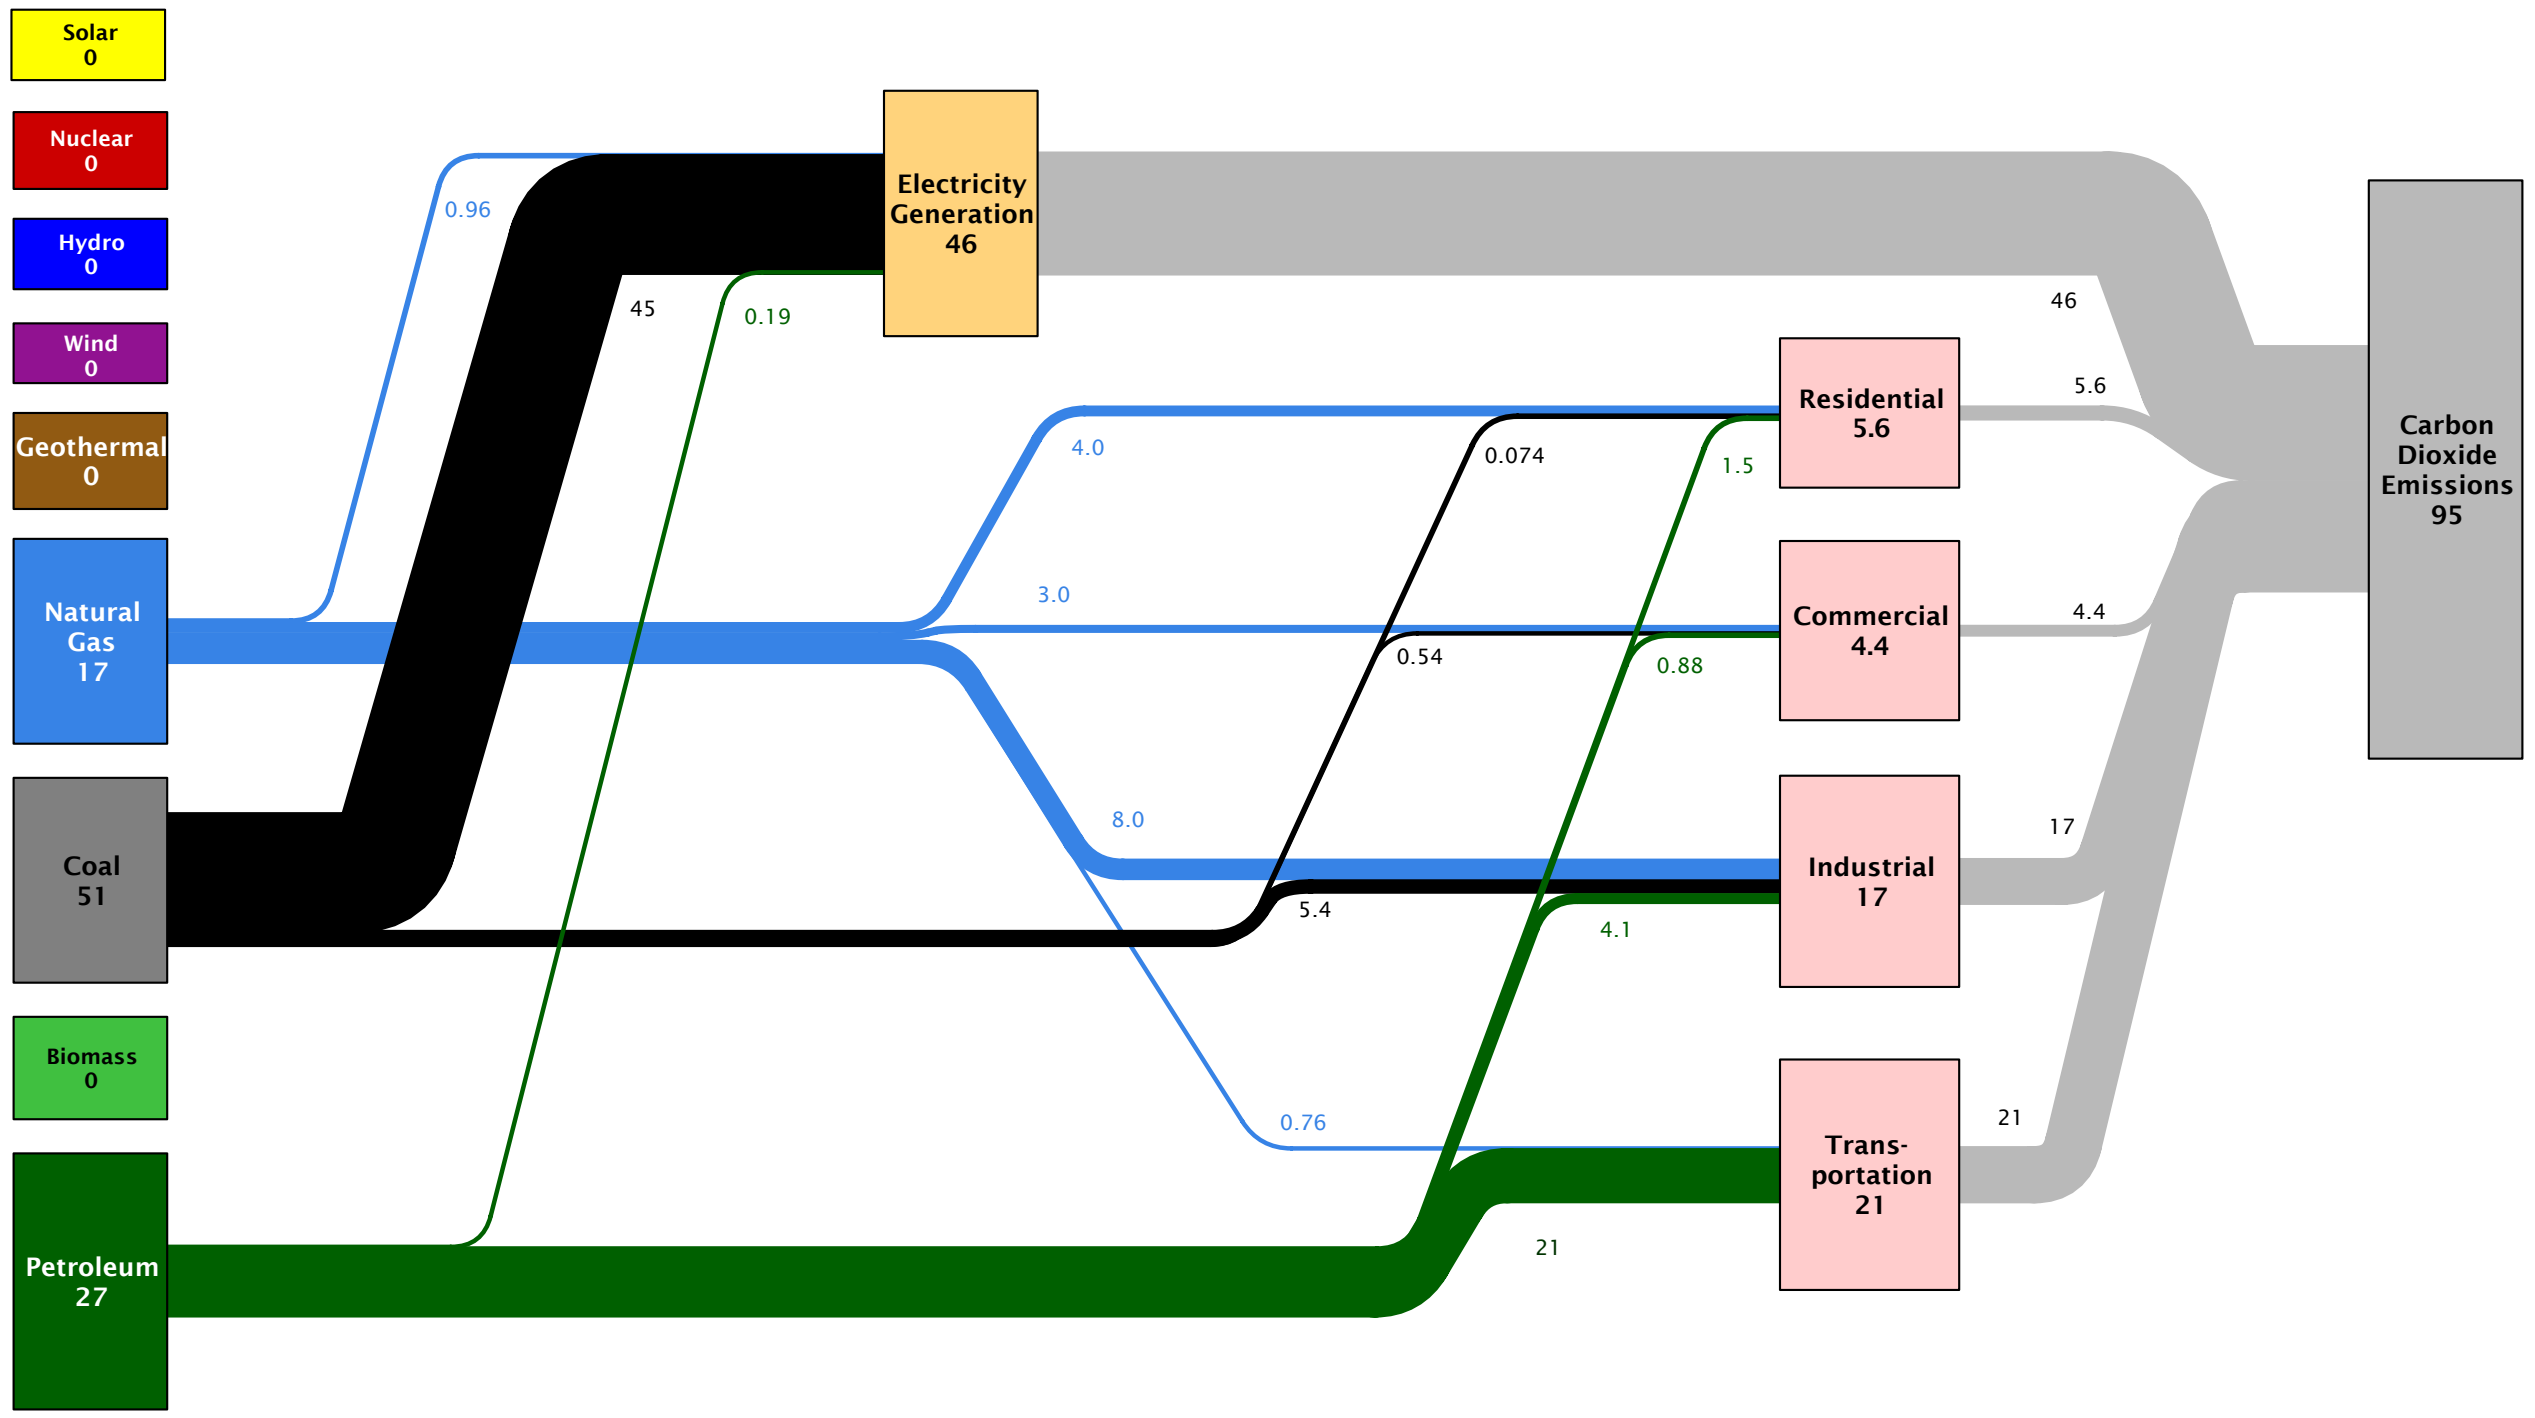 Solar
0
Nuclear
0
Hydro
0
Wind
0
Geothermal
0
Natural
Gas
17
Coal
51
Biomass
0
Petroleum
27
0.96
45
0.19
Electricity
Generation
46
4.0
3.0
8.0
0.76
0.074
0.54
5.4
1.5
0.88
4.1
21
Residential
5.6
Commercial
4.4
Industrial
17
Trans-
portation
21
46
5.6
4.4
17
21
Carbon
Dioxide
Emissions
95